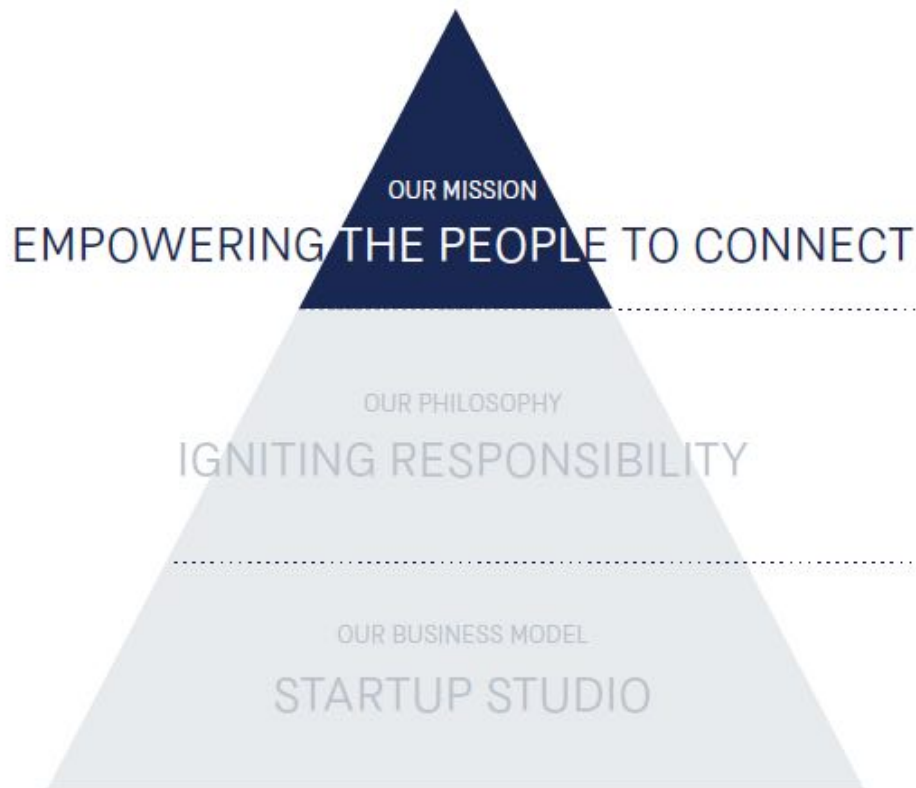 OUR MISSION
EMPOWERING THE PEOPLE TO CONNECT
OUR PHILOSOPHY
IGNITING RESPONSIBILITY
OUR BUSINESS MODEL
STARTUP STUDIO